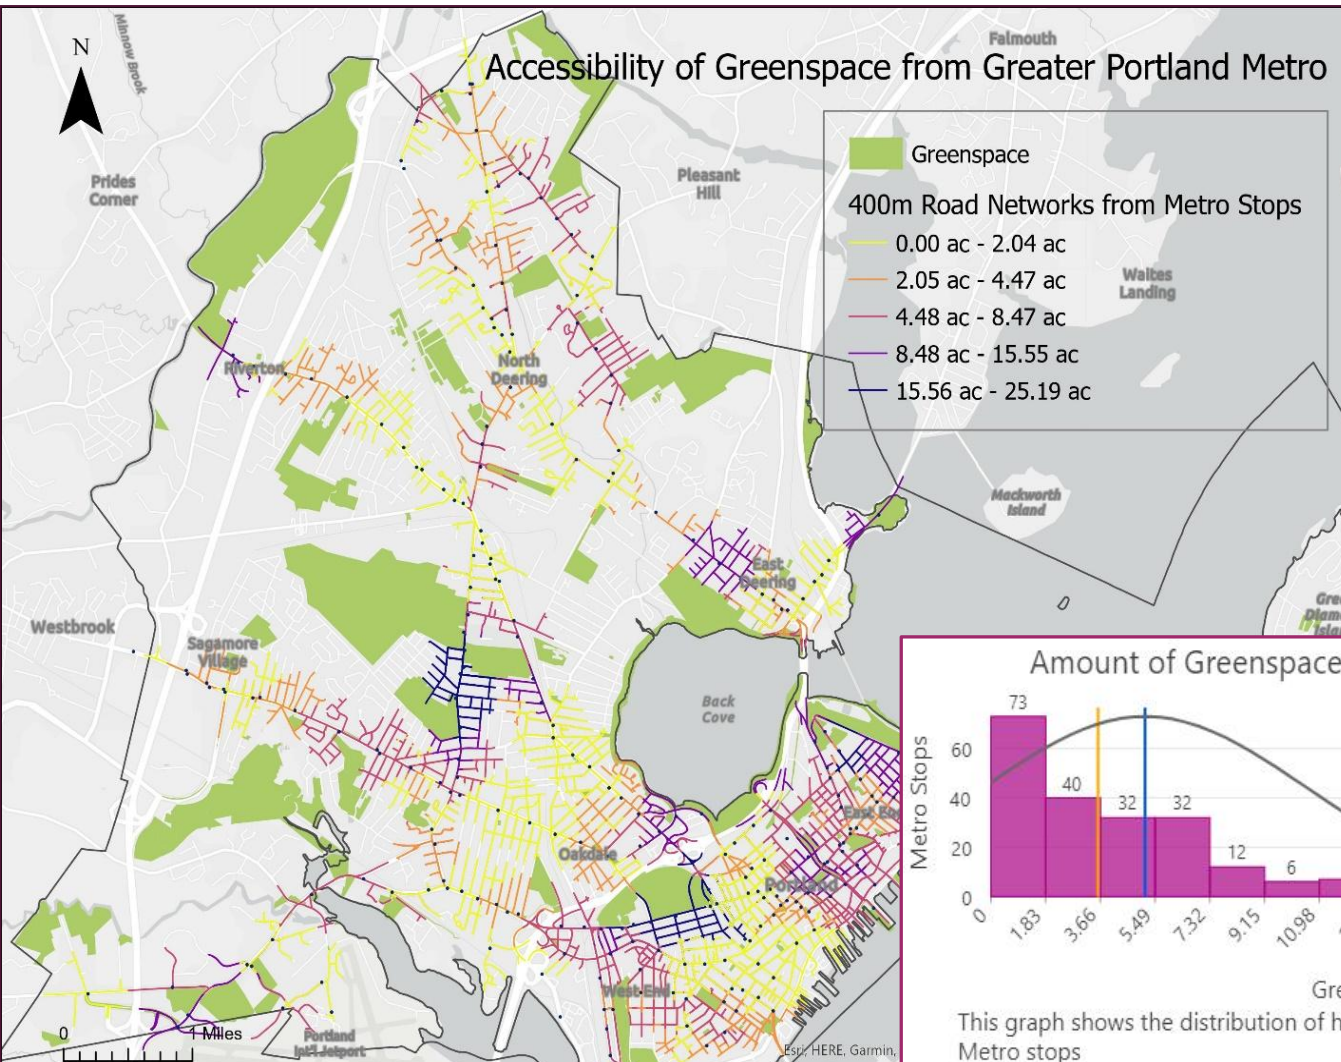 N
Minnow Brook
Falmouth
Accessibility of Greenspace from Greater Portland Metro
Greenspace
400m Road Networks from Metro Stops
0.00 ac - 2.04 ac
2.05 ac - 4.47 ac
4.48 ac - 8.47 ac
8.48 ac - 15.55 ac
15.56 ac - 25.19 ac
Prides
Corner
Pleasant
Hill
Waites
Landing
Riverton
North
Deering
Mackworth
Island
East
Deering
Westbrook
Sagamore
Village
Back
Cove
Oakdale
East En
Portland
West End
Portland
Int'l Jetport
0 1 Miles
Esri, HERE, Garmin,
Amount of Greenspace
Metro Stops
60
40
20
0
73
40
32
32
12
6
0
1.83
3.66
5.49
7.32
9.15
10.98
Gre
This graph shows the distribution of h
Metro stops